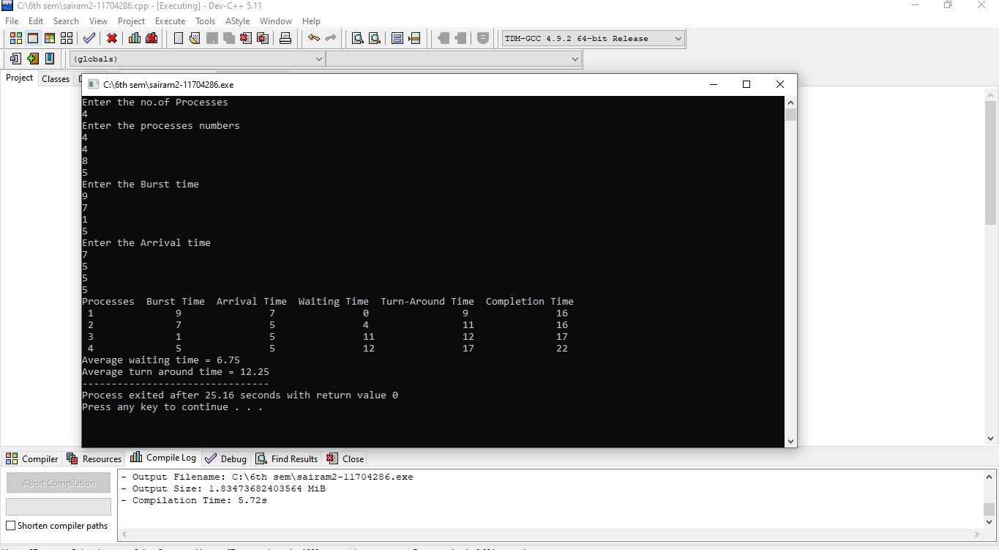 C:\6th sem\sairam2-11704286.cpp - [Executing] - Dev-C++ 5.11
File Edit Search View Project Execute Tools AStyle Window Help
TDM-GCC 4.9.2 64-bit Release
(globals)
Project Classes
C:\6th sem\sairam2-11704286.exe
Enter the no.of Processes
4
Enter the processes numbers
4
4
8
5
Enter the Burst time
9
7
1
5
Enter the Arrival time
7
5
5
5
Processes Burst Time Arrival Time Waiting Time Turn-Around Time Completion Time
1 9 7 0 9 16
2 7 5 4 11 16
3 1 5 11 12 17
4 5 5 12 17 22
Average waiting time = 6.75
Average turn around time = 12.25
--------------------------------
Process exited after 25.16 seconds with return value 0
Press any key to continue . . .
Compiler Resources Compile Log Debug Find Results Close
Abort Compilation
Shorten compiler paths
- Output Filename: C:\6th sem\sairam2-11704286.exe
- Output Size: 1.83473682403564 MiB
- Compilation Time: 5.72s